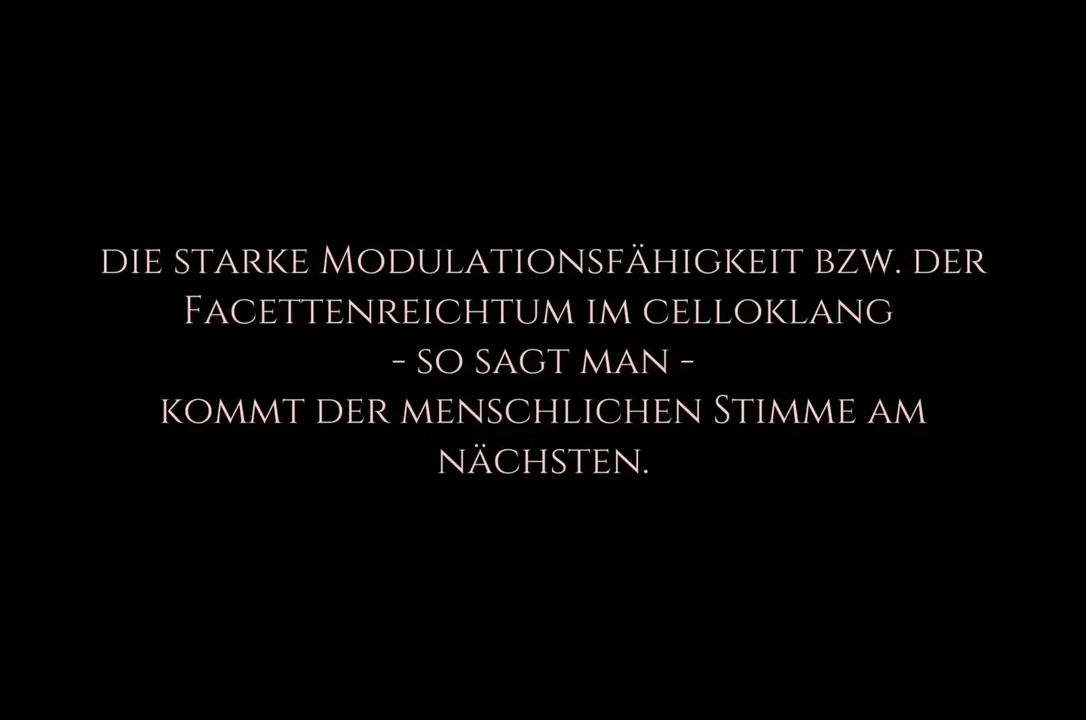 die starke Modulationsfähigkeit bzw. der
Facettenreichtum im celloklang
- so sagt man -
kommt der menschlichen Stimme am
nächsten.